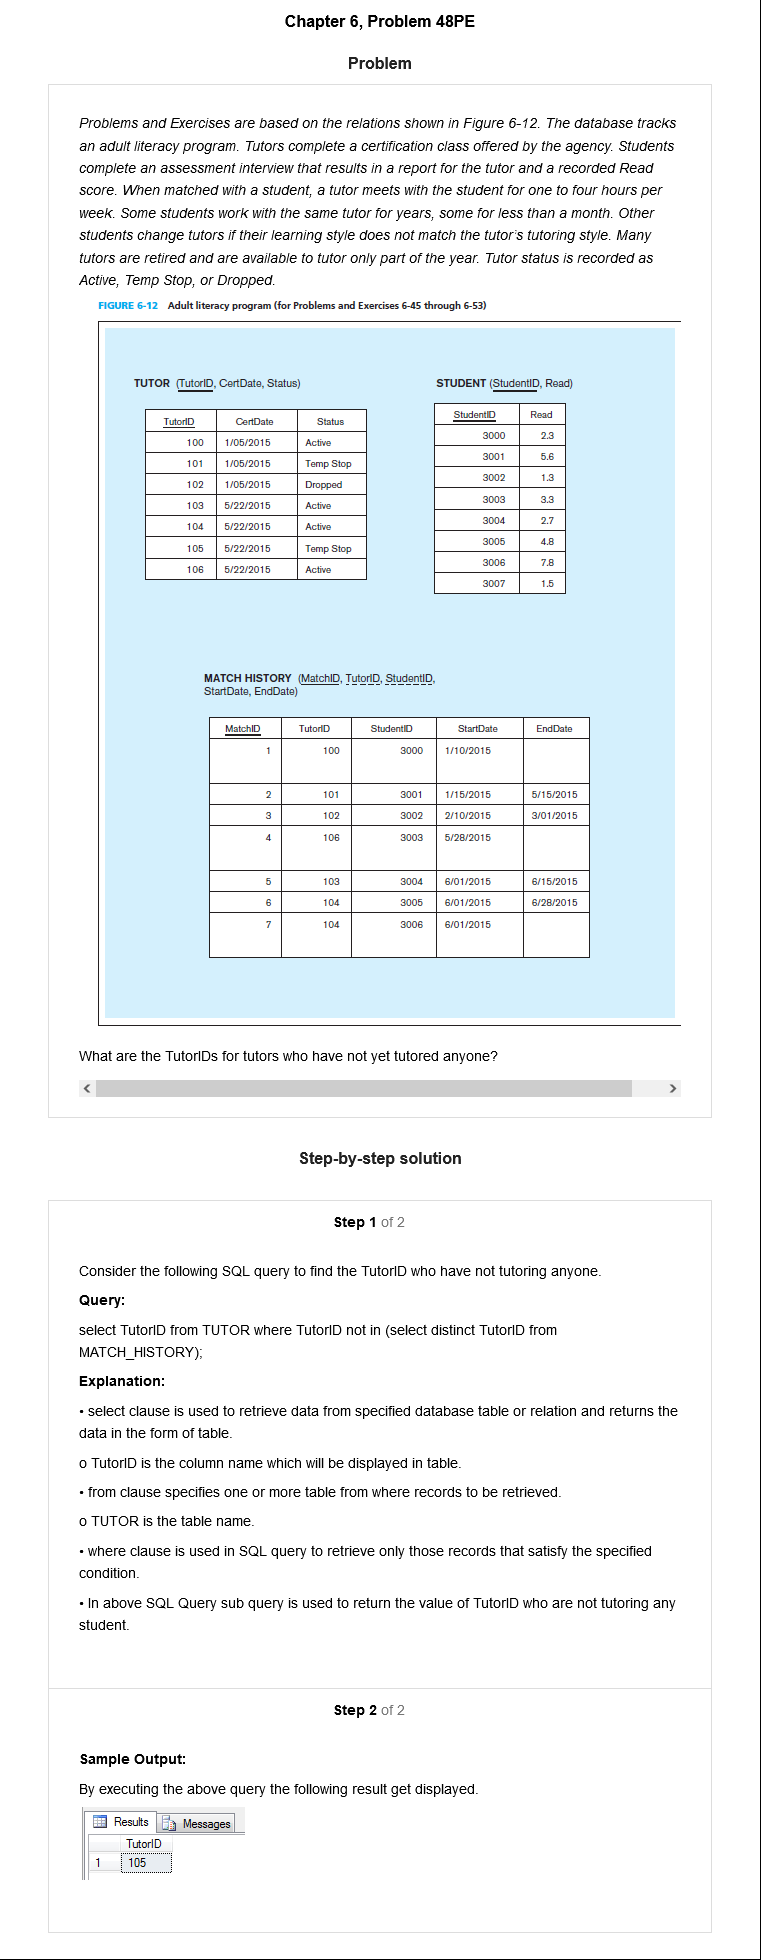 Chapter 6, Problem 48PE
Problem
Problems and Exercises are based on the relations shown in Figure 6-12. The database tracks
an adult literacy program. Tutors complete a certification class offered by the agency. Students
complete an assessment interview that results in a report for the tutor and a recorded Read
score. When matched with a student, a tutor meets with the student for one to four hours per
week. Some students work with the same tutor for years, some for less than a month. Other
students change tutors if their learning style does not match the tutor's tutoring style. Many
tutors are retired and are available to tutor only part of the year. Tutor status is recorded as
Active, Temp Stop, or Dropped.
FIGURE 6-12 Adult literacy program (for Problems and Exercises 6-45 through 6-53)
TUTOR (TutorID, CertDate, Status)
TutorID CertDate Status
100 1/05/2015 Active
101 1/05/2015 Temp Stop
102 1/05/2015 Dropped
103 5/22/2015 Active
104 5/22/2015 Active
105 5/22/2015 Temp Stop
106 5/22/2015 Active
STUDENT (StudentID, Read)
StudentID Read
3000 2.3
3001 5.6
3002 1.3
3003 3.3
3004 2.7
3005 4.8
3006 7.8
3007 1.5
MATCH HISTORY (MatchID, TutorID, StudentID,
StartDate, EndDate)
MatchID TutorID StudentID StartDate EndDate
1 100 3000 1/10/2015
2 101 3001 1/15/2015 5/15/2015
3 102 3002 2/10/2015 3/01/2015
4 106 3003 5/28/2015
5 103 3004 6/01/2015 6/15/2015
6 104 3005 6/01/2015 6/28/2015
7 104 3006 6/01/2015
What are the TutorIDs for tutors who have not yet tutored anyone?
Step-by-step solution
Step 1 of 2
Consider the following SQL query to find the TutorID who have not tutoring anyone.
Query:
select TutorID from TUTOR where TutorID not in (select distinct TutorID from
MATCH_HISTORY);
Explanation:
• select clause is used to retrieve data from specified database table or relation and returns the
data in the form of table.
o TutorID is the column name which will be displayed in table.
• from clause specifies one or more table from where records to be retrieved.
o TUTOR is the table name.
• where clause is used in SQL query to retrieve only those records that satisfy the specified
condition.
• In above SQL Query sub query is used to return the value of TutorID who are not tutoring any
student.
Step 2 of 2
Sample Output:
By executing the above query the following result get displayed.
Results Messages
TutorID
1 105